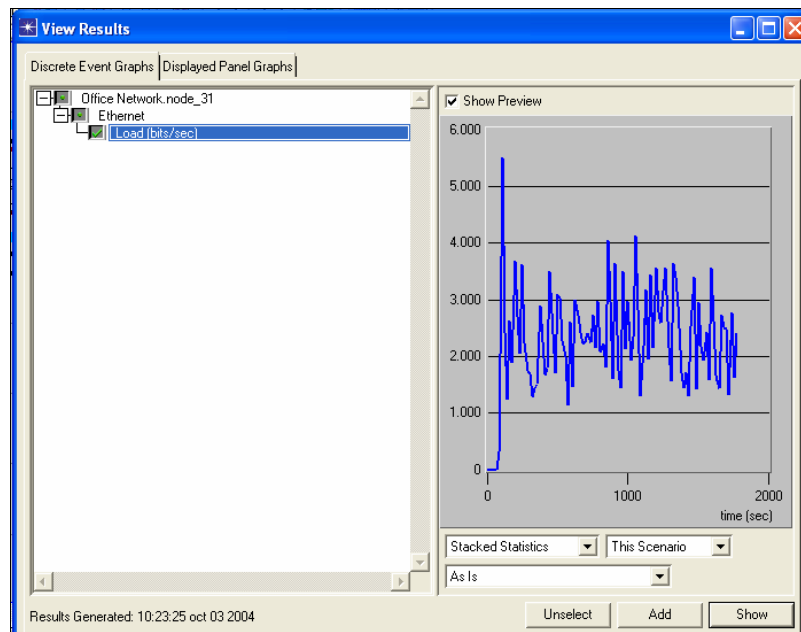 View Results
Discrete Event Graphs Displayed Panel Graphs
Office Network.node_31
Ethernet
Load (bits/sec)
Show Preview
6.000
5.000
4.000
3.000
2.000
1.000
0
0 1000 2000
time (sec)
Stacked Statistics This Scenario
As Is
Results Generated: 10:23:25 oct 03 2004
Unselect Add Show